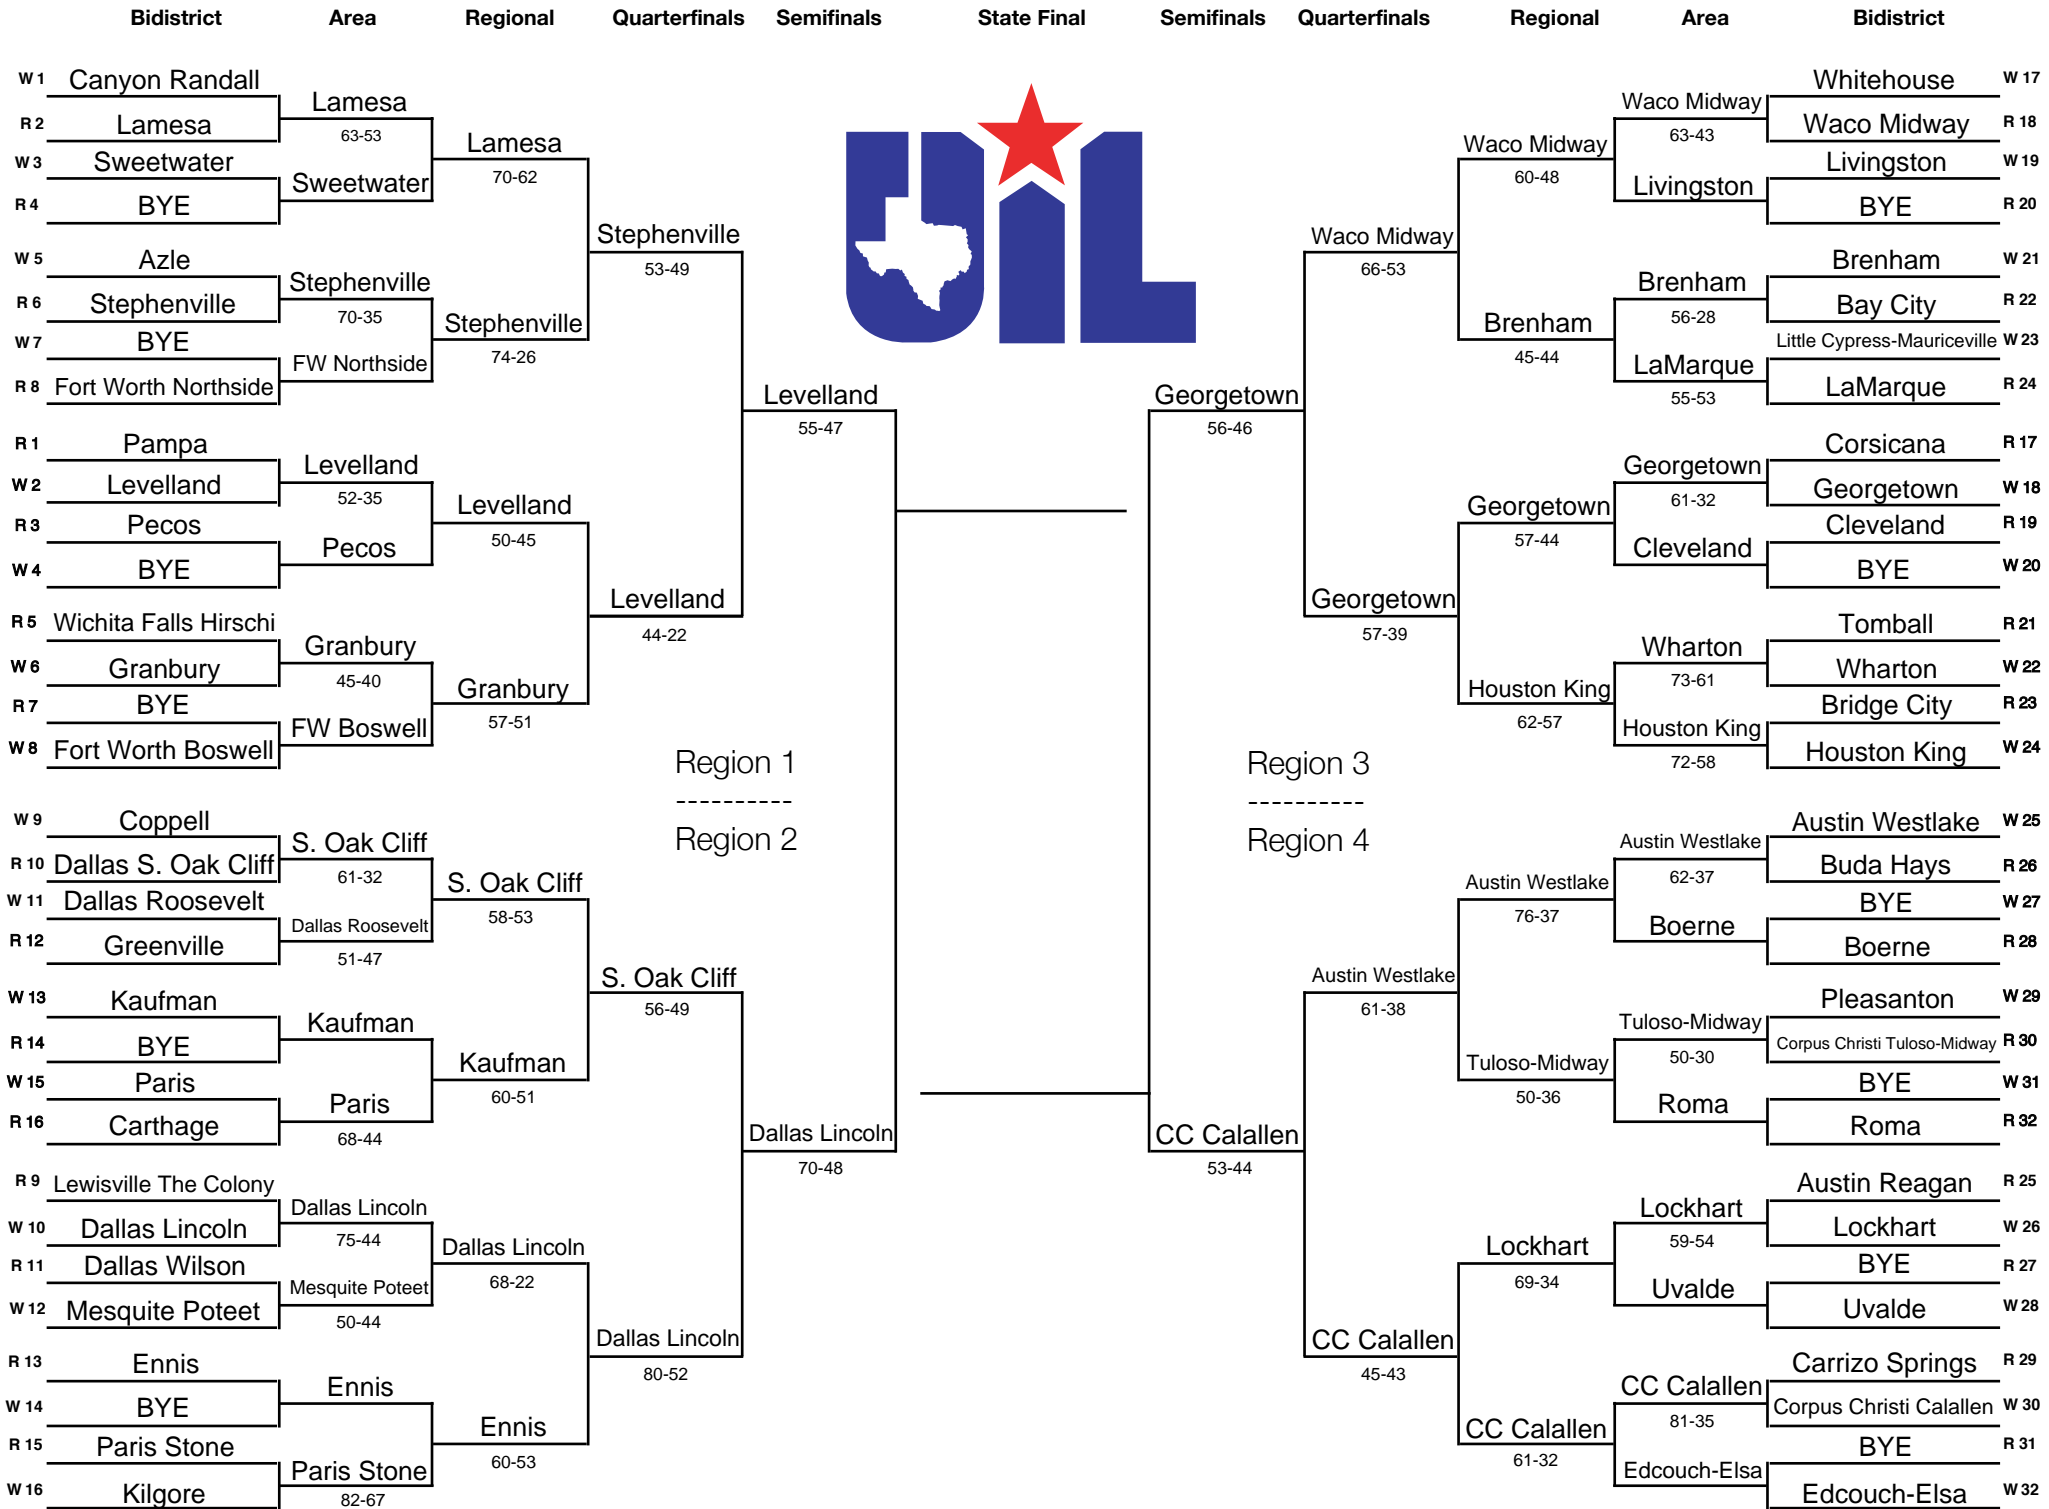 Bidistrict Area Regional Quarterfinals Semifinals State Final Semifinals Quarterfinals Regional Area Bidistrict
W 1 Canyon Randall
Lamesa
63-53
R 2 Lamesa
Lamesa
70-62
W 3 Sweetwater
Sweetwater
R 4 BYE
Stephenville
53-49
W 5 Azle
Stephenville
70-35
R 6 Stephenville
Stephenville
74-26
W 7 BYE
FW Northside
R 8 Fort Worth Northside
Levelland
55-47
R 1 Pampa
Levelland
52-35
W 2 Levelland
Levelland
50-45
R 3 Pecos
Pecos
W 4 BYE
Levelland
44-22
R 5 Wichita Falls Hirschi
Granbury
45-40
W 6 Granbury
Granbury
57-51
R 7 BYE
FW Boswell
W 8 Fort Worth Boswell
Region 1
----------
Region 2
W 9 Coppell
S. Oak Cliff
61-32
R 10 Dallas S. Oak Cliff
S. Oak Cliff
58-53
W 11 Dallas Roosevelt
Dallas Roosevelt
51-47
R 12 Greenville
S. Oak Cliff
56-49
W 13 Kaufman
Kaufman
R 14 BYE
Kaufman
60-51
W 15 Paris
Paris
68-44
R 16 Carthage
Dallas Lincoln
70-48
R 9 Lewisville The Colony
Dallas Lincoln
75-44
W 10 Dallas Lincoln
Dallas Lincoln
68-22
R 11 Dallas Wilson
Mesquite Poteet
50-44
W 12 Mesquite Poteet
Dallas Lincoln
80-52
R 13 Ennis
Ennis
W 14 BYE
Ennis
60-53
R 15 Paris Stone
Paris Stone
82-67
W 16 Kilgore
UIL
Whitehouse W 17
Waco Midway
63-43
Waco Midway R 18
Waco Midway
60-48
Livingston W 19
Livingston
BYE R 20
Waco Midway
66-53
Brenham W 21
Brenham
56-28
Bay City R 22
Brenham
45-44
Little Cypress-Mauriceville W 23
LaMarque
55-53
LaMarque R 24
Georgetown
56-46
Corsicana R 17
Georgetown
61-32
Georgetown W 18
Georgetown
57-44
Cleveland R 19
Cleveland
BYE W 20
Georgetown
57-39
Tomball R 21
Wharton
73-61
Wharton W 22
Houston King
62-57
Bridge City R 23
Houston King
72-58
Houston King W 24
Region 3
----------
Region 4
Austin Westlake W 25
Austin Westlake
62-37
Buda Hays R 26
Austin Westlake
76-37
BYE W 27
Boerne
Boerne R 28
Austin Westlake
61-38
Pleasanton W 29
Tuloso-Midway
50-30
Corpus Christi Tuloso-Midway R 30
Tuloso-Midway
50-36
BYE W 31
Roma
Roma R 32
CC Calallen
53-44
Austin Reagan R 25
Lockhart
59-54
Lockhart W 26
Lockhart
69-34
BYE R 27
Uvalde
Uvalde W 28
CC Calallen
45-43
Carrizo Springs R 29
CC Calallen
81-35
Corpus Christi Calallen W 30
CC Calallen
61-32
BYE R 31
Edcouch-Elsa
Edcouch-Elsa W 32